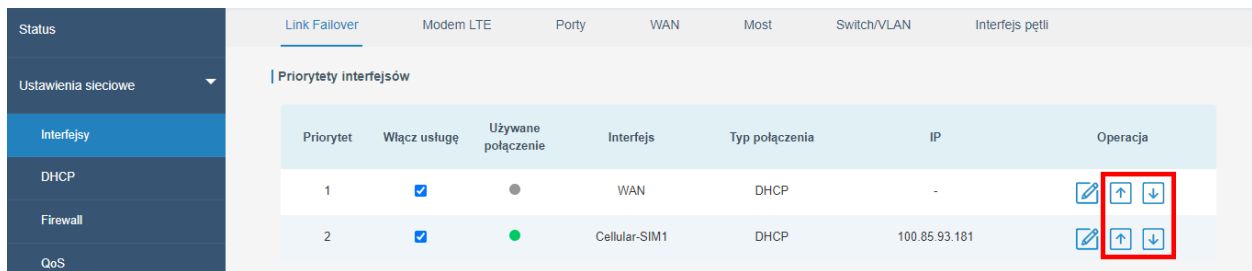 Status
Ustawienia sieciowe
Interfejsy
DHCP
Firewall
QoS
Link Failover Modem LTE Porty WAN Most Switch/VLAN Interfejs pętli
Priorytety interfejsów
Priorytet Włącz usługę Używane połączenie Interfejs Typ połączenia IP Operacja
1 WAN DHCP -
2 Cellular-SIM1 DHCP 100.85.93.181